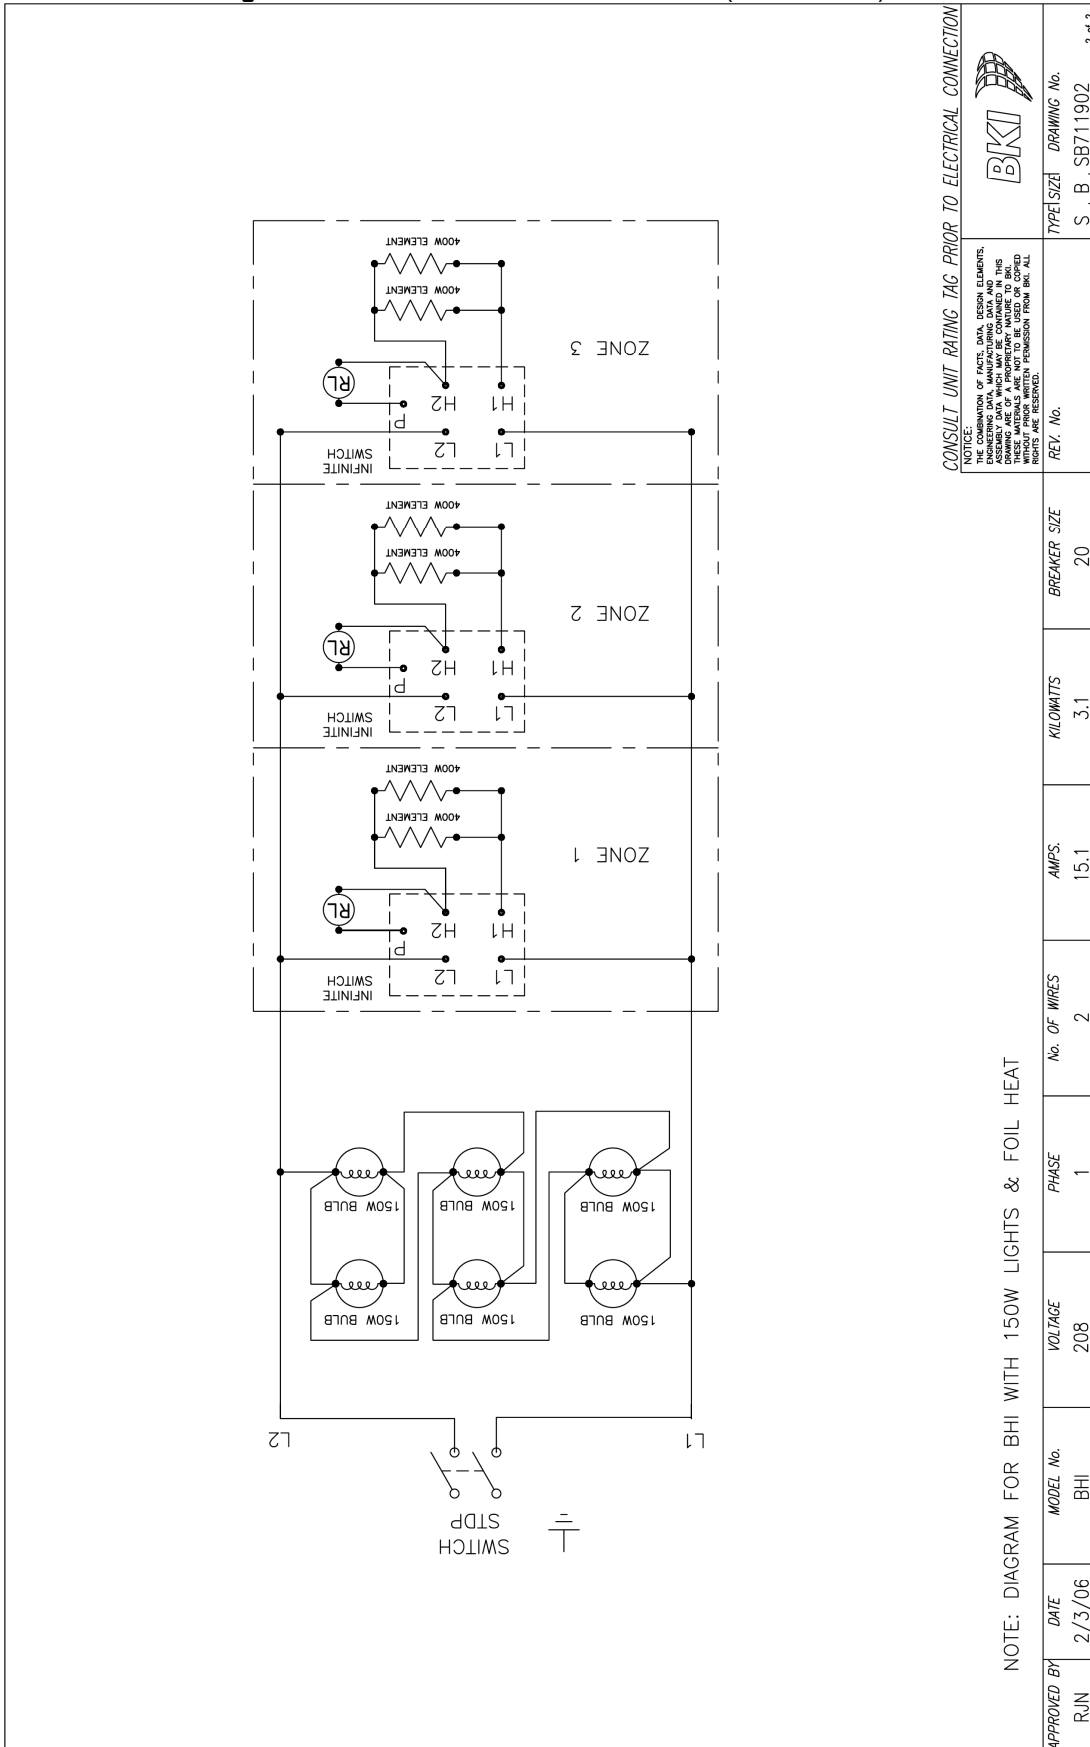 CONSULT UNIT RATING TAG PRIOR TO ELECTRICAL CONNECTION
NOTICE:
THE COMBINATION OF FACTS, DATA, DESIGN ELEMENTS,
ENGINEERING DATA, MANUFACTURING DATA AND
ASSEMBLY DATA WHICH MAY BE CONTAINED IN THIS
DRAWING ARE OF A PROPRIETARY NATURE TO BKI.
THESE MATERIALS ARE NOT TO BE USED OR COPIED
WITHOUT PRIOR WRITTEN PERMISSION FROM BKI. ALL
RIGHTS ARE RESERVED.
BKI
SWITCH
STDP
L1
L2
150W BULB
150W BULB
150W BULB
150W BULB
150W BULB
150W BULB
ZONE 1
INFINITE
SWITCH
L1
L2
P
H1
H2
RL
400W ELEMENT
400W ELEMENT
ZONE 2
INFINITE
SWITCH
L1
L2
P
H1
H2
RL
400W ELEMENT
400W ELEMENT
ZONE 3
INFINITE
SWITCH
L1
L2
P
H1
H2
RL
400W ELEMENT
400W ELEMENT
NOTE: DIAGRAM FOR BHI WITH 150W LIGHTS & FOIL HEAT
APPROVED BY DATE MODEL No. VOLTAGE PHASE No. OF WIRES AMPS. KILOWATTS BREAKER SIZE REV. No. TYPE SIZE DRAWING No.
RJN 2/3/06 BHI 208 1 2 15.1 3.1 20 S B SB711902